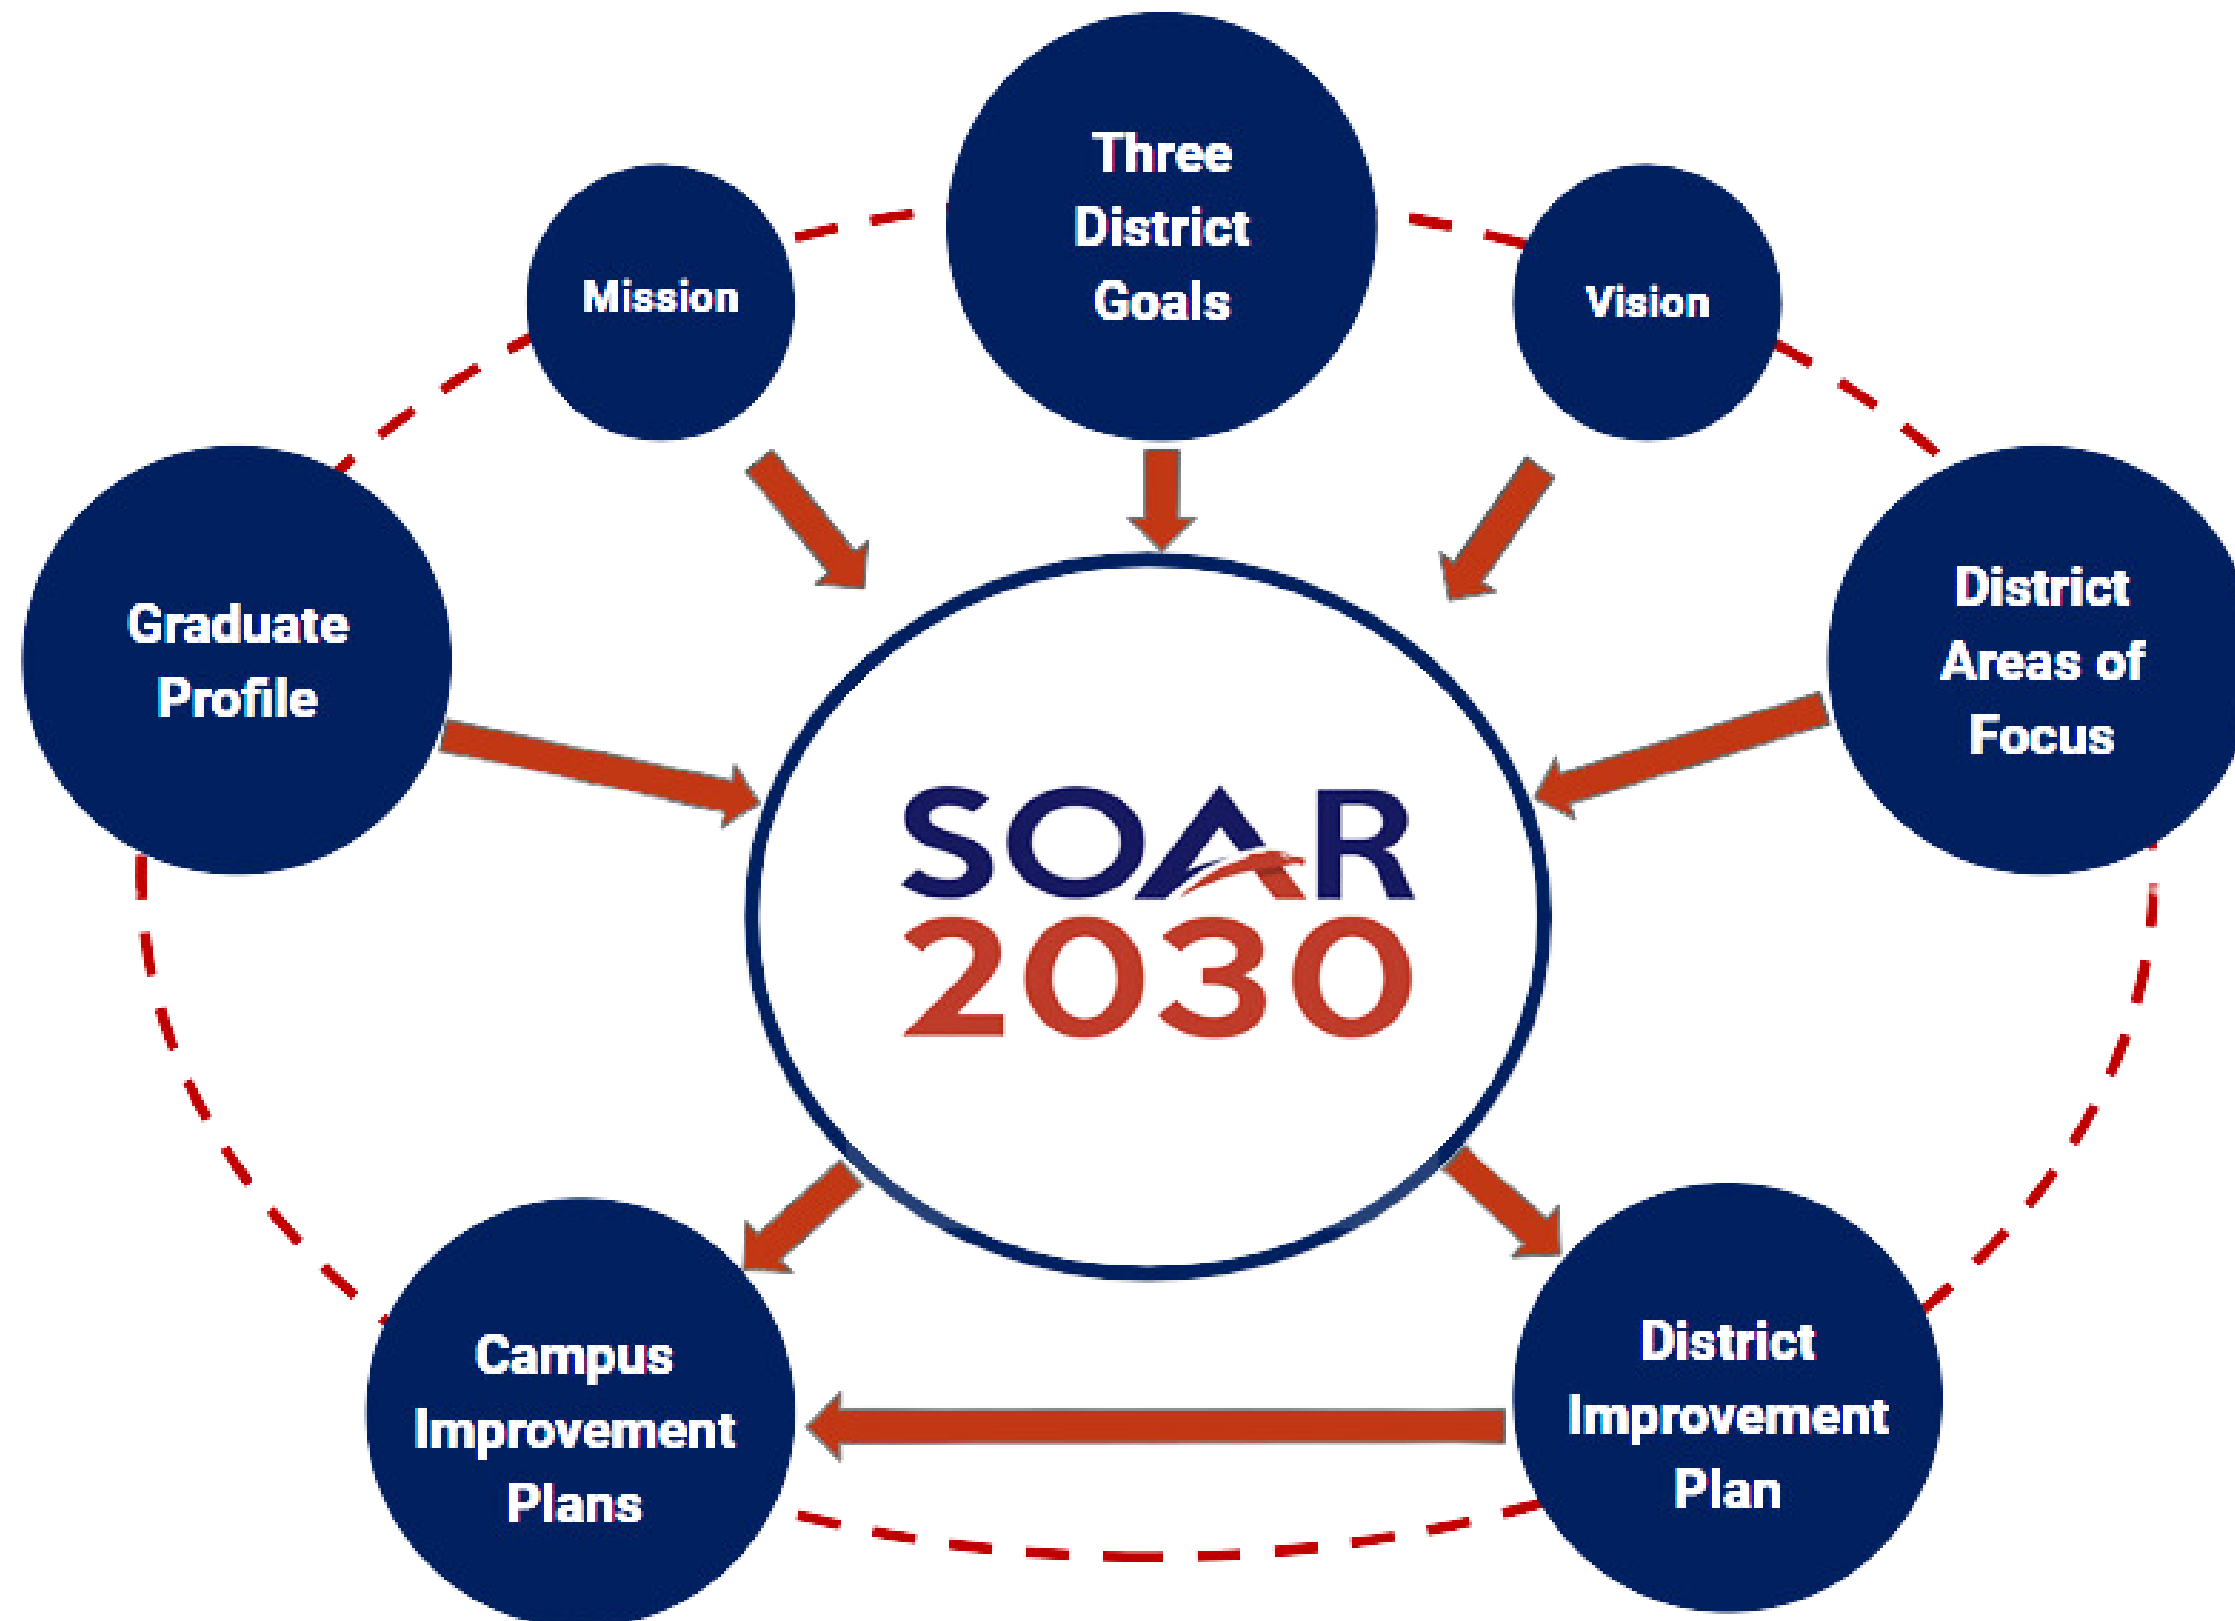 Three
District
Goals
Mission
Vision
Graduate
Profile
District
Areas of
Focus
SOAR
2030
Campus
Improvement
Plans
District
Improvement
Plan